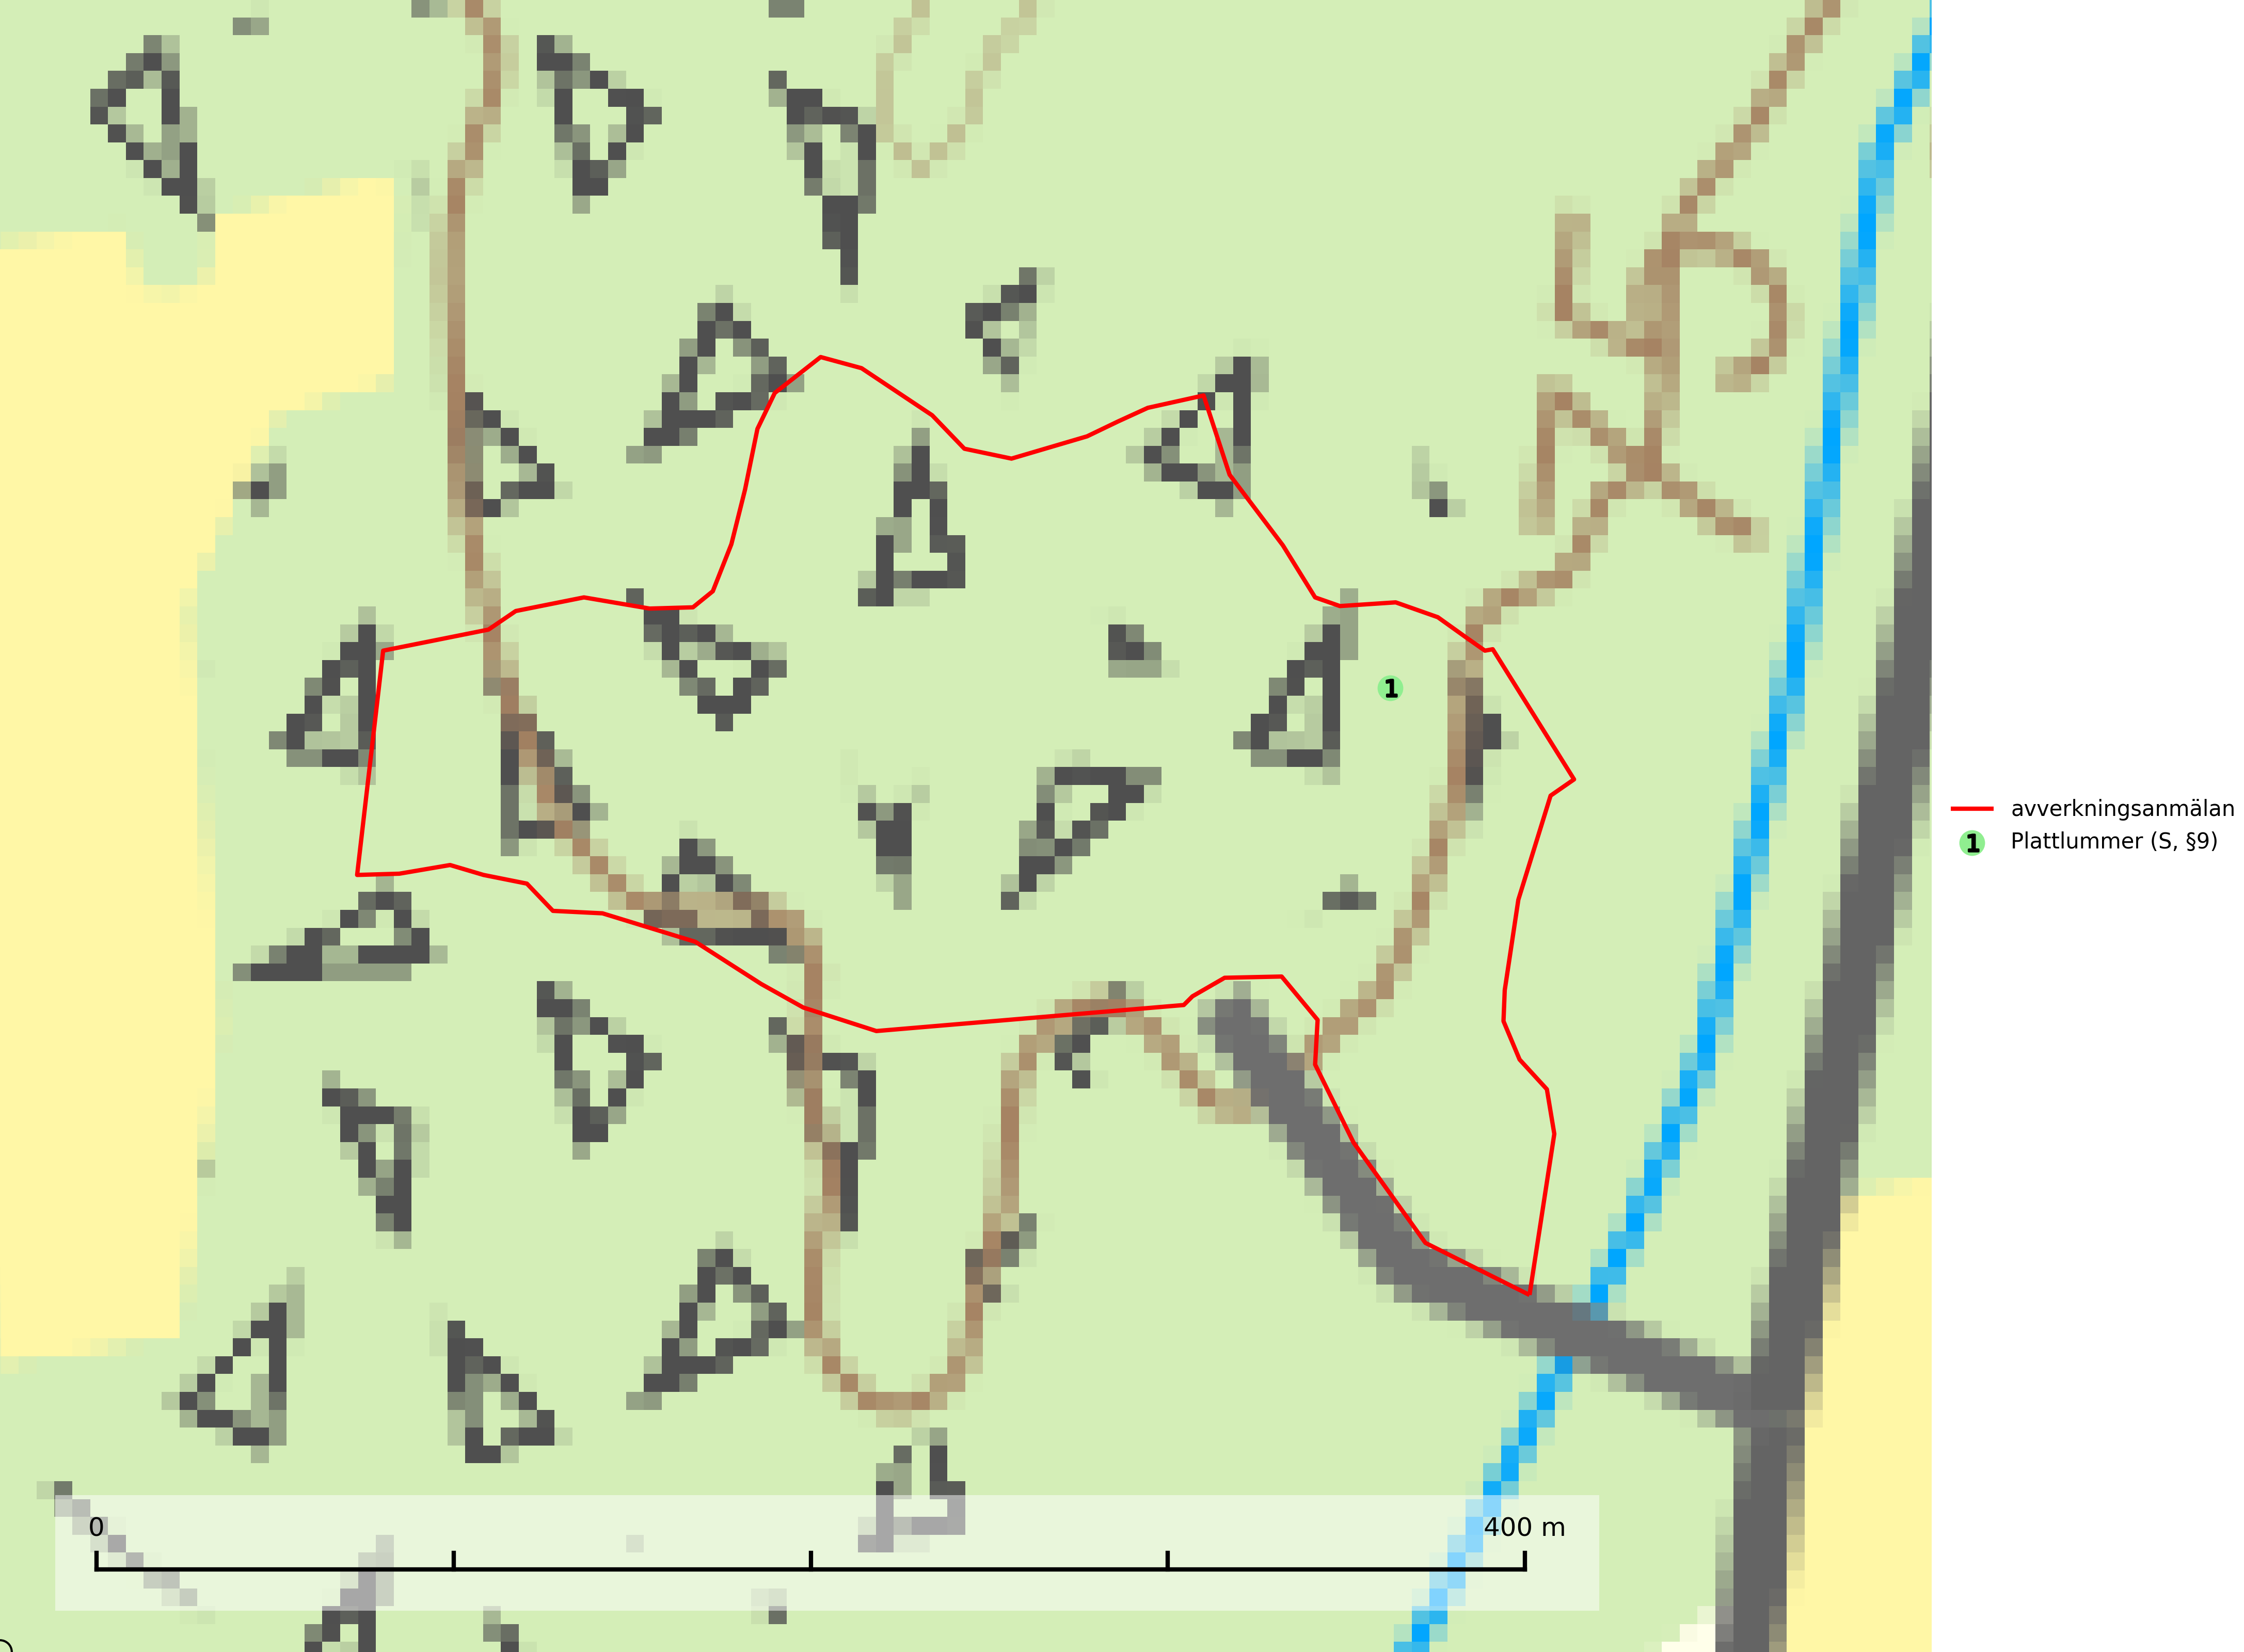 1
avverkningsanmälan
1 Plattlummer (S, §9)
0 400 m